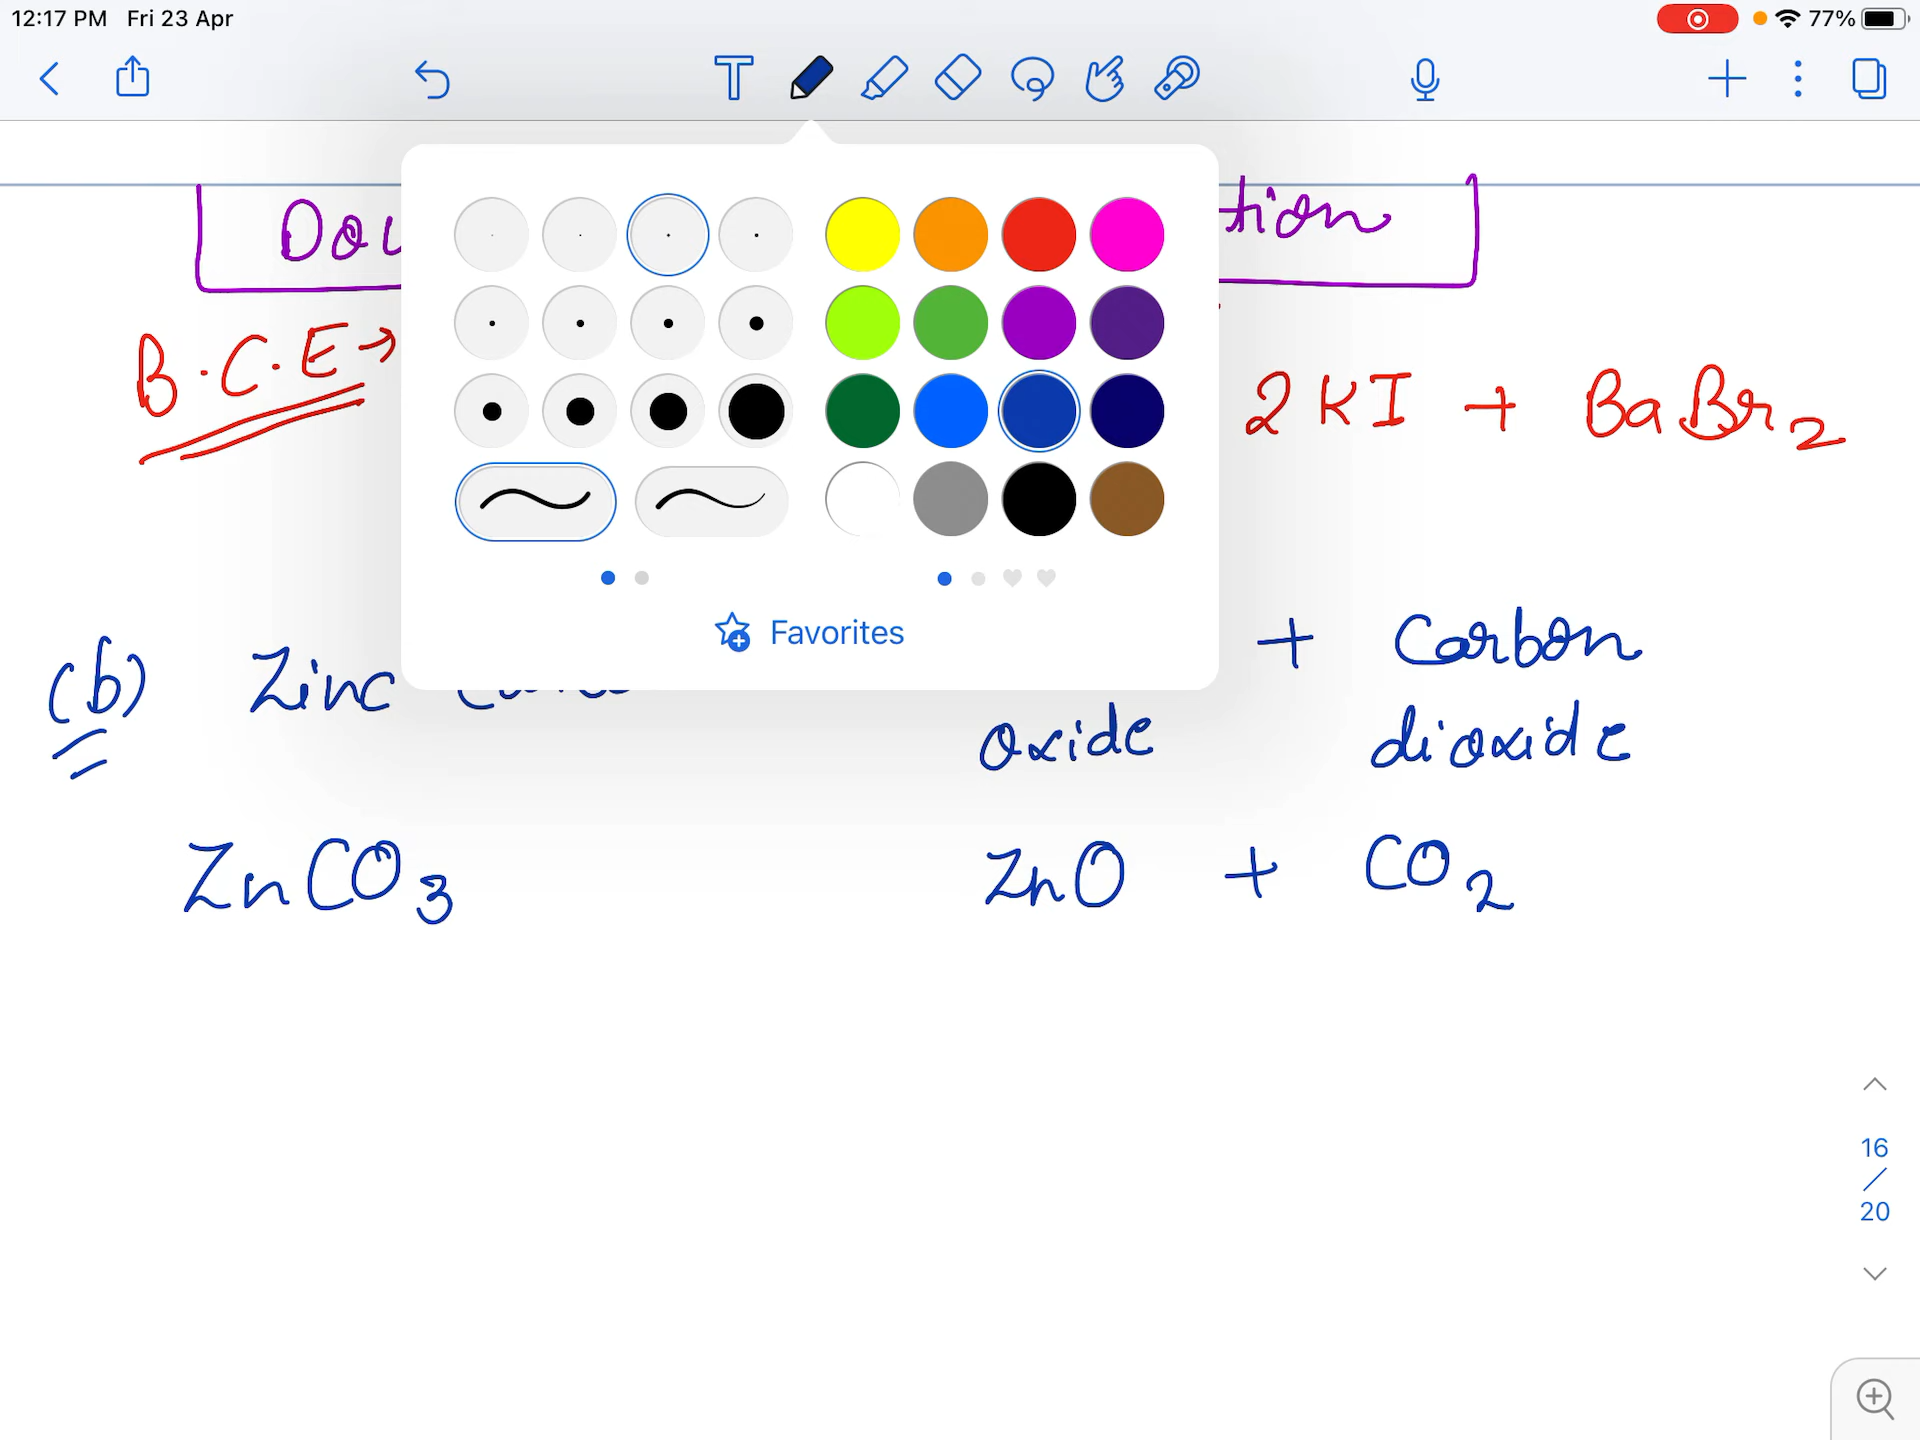 12:17 PM Fri 23 Apr 77%
tion
B.C.E →
2KI + BaBr2
Favorites
(b) Zinc + Carbon
oxide dioxide
ZnCO3 ZnO + CO2
16
/
20